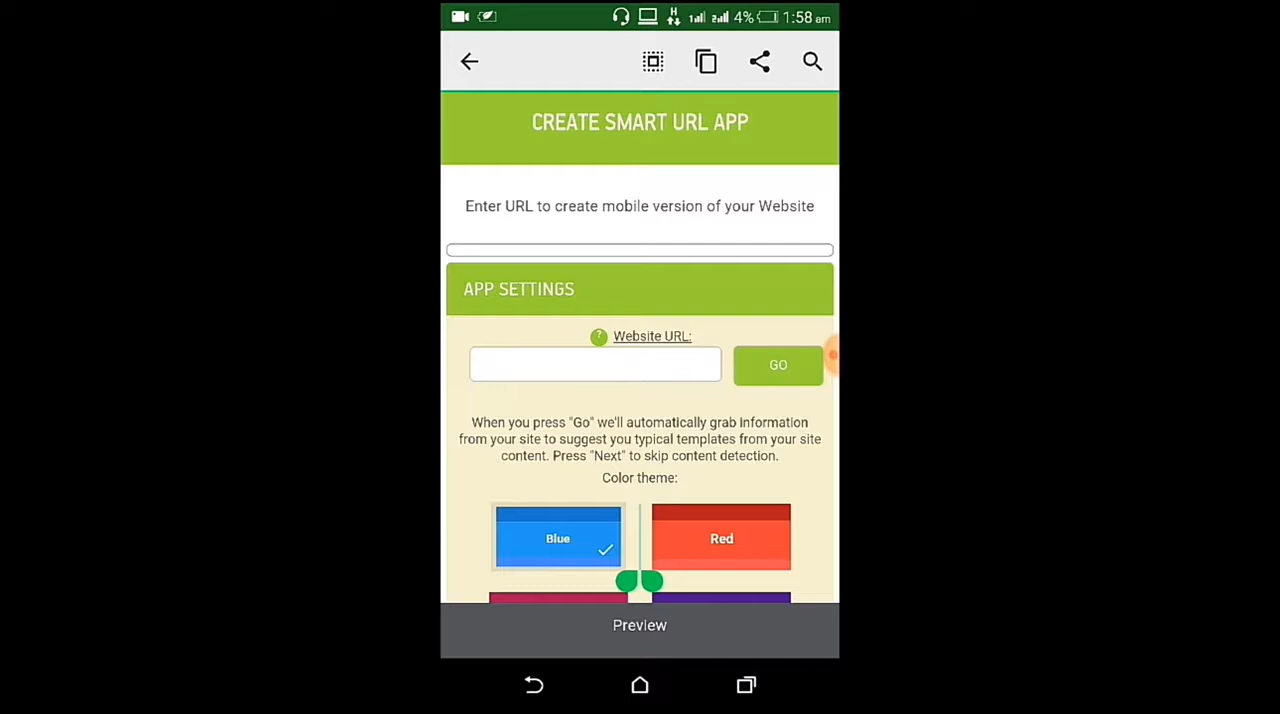 H 4% 1:58 am
CREATE SMART URL APP
Enter URL to create mobile version of your Website
APP SETTINGS
? Website URL:
GO
When you press "Go" we'll automatically grab information
from your site to suggest you typical templates from your site
content. Press "Next" to skip content detection.
Color theme:
Blue Red
Preview